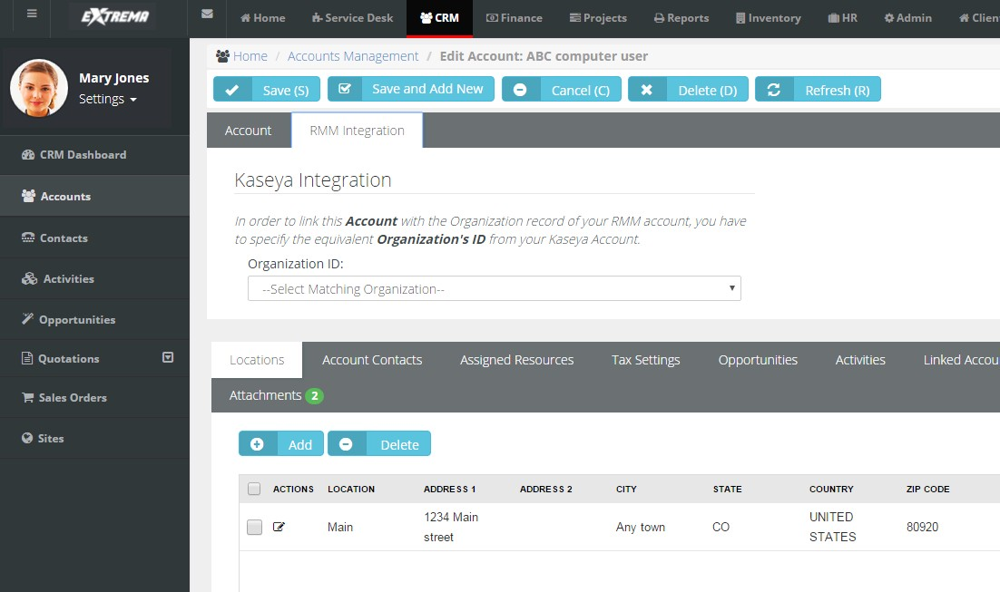 EXTREMA
Home
Service Desk
CRM
Finance
Projects
Reports
Inventory
HR
Admin
Clien
Mary Jones
Settings
CRM Dashboard
Accounts
Contacts
Activities
Opportunities
Quotations
Sales Orders
Sites
Home / Accounts Management / Edit Account: ABC computer user
Save (S)
Save and Add New
Cancel (C)
Delete (D)
Refresh (R)
Account
RMM Integration
Kaseya Integration
In order to link this Account with the Organization record of your RMM account, you have
to specify the equivalent Organization's ID from your Kaseya Account.
Organization ID:
--Select Matching Organization--
Locations
Account Contacts
Assigned Resources
Tax Settings
Opportunities
Activities
Linked Accou
Attachments 2
Add
Delete
ACTIONS LOCATION ADDRESS 1 ADDRESS 2 CITY STATE COUNTRY ZIP CODE
Main
1234 Main
street
Any town
CO
UNITED
STATES
80920